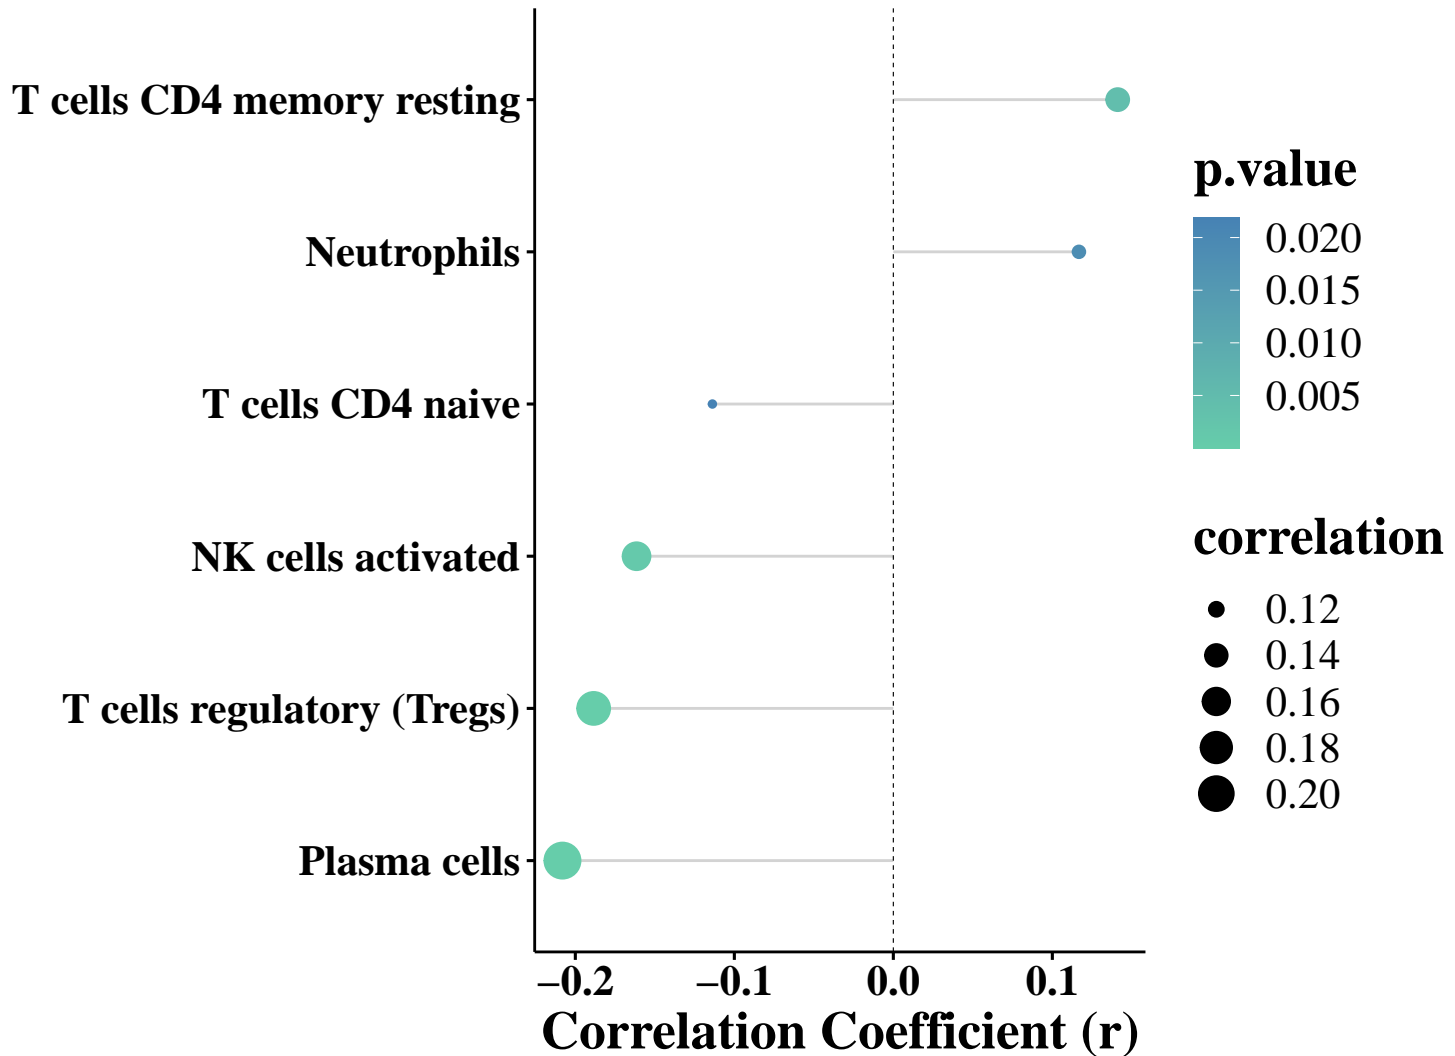 T cells CD4 memory resting
Neutrophils
T cells CD4 naive
NK cells activated
T cells regulatory (Tregs)
Plasma cells
−0.2
−0.1
0.0
0.1
Correlation Coefficient (r)
p.value
0.020
0.015
0.010
0.005
correlation
0.12
0.14
0.16
0.18
0.20